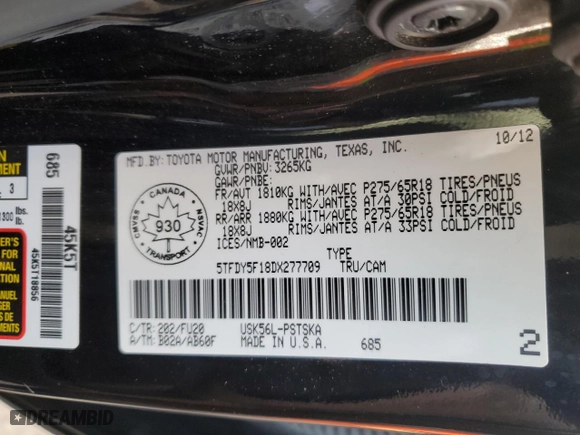 MFD.BY: TOYOTA MOTOR MANUFACTURING, TEXAS, INC. 10/12
GVWR/PNBV: 3265KG
GAWR/PNBE:
FR/AVT 1810KG WITH/AVEC P275/65R18 TIRES/PNEUS
18X8J RIMS/JANTES AT/A 30PSI COLD/FROID
RR/ARR 1880KG WITH/AVEC P275/65R18 TIRES/PNEUS
18X8J RIMS/JANTES AT/A 33PSI COLD/FROID
ICES/NMB-002
TYPE
5TFDY5F18DX277709 TRU/CAM
CANADA
CMVSS
930
NSVAC
TRANSPORT
C/TR: 202/FU20 USK56L-PSTSKA
A/TM: B02A/AB60F MADE IN U.S.A. 685
2
685
45K5T
45K5T18856
3
1300 lbs.
DREAMBID